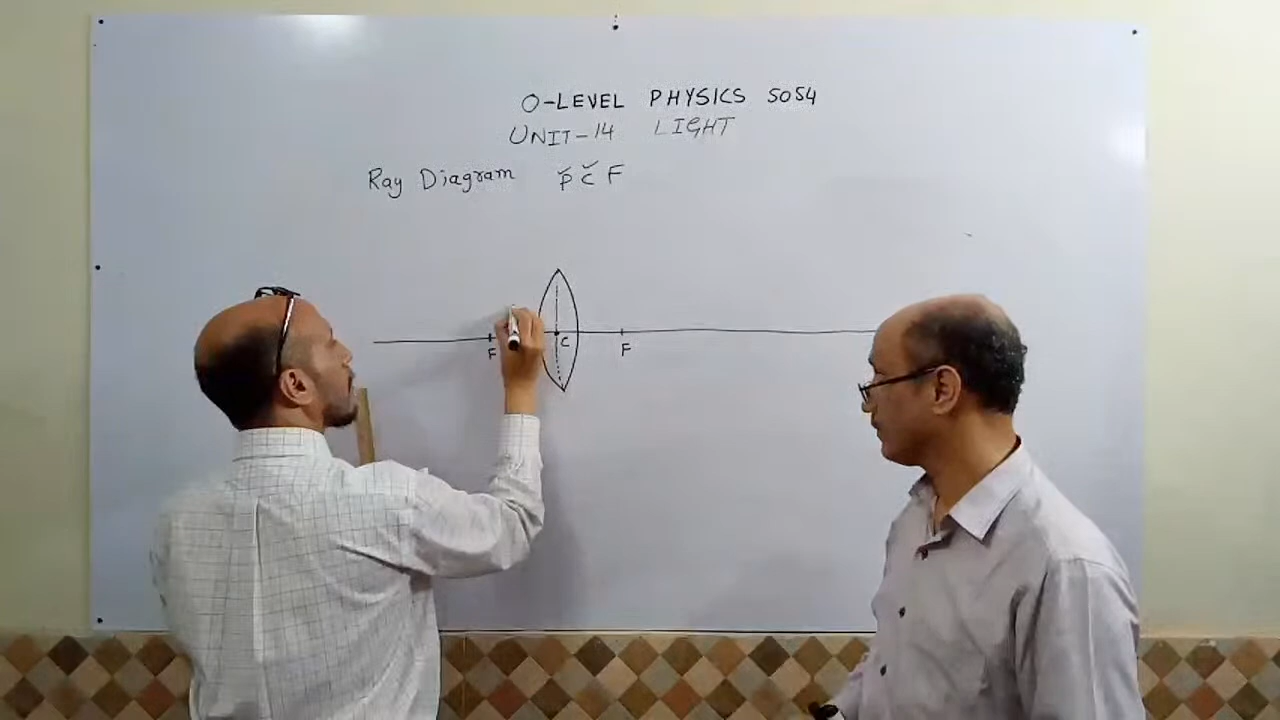 O-LEVEL PHYSICS 5054
UNIT-14 LIGHT
Ray Diagram P C F
F C F